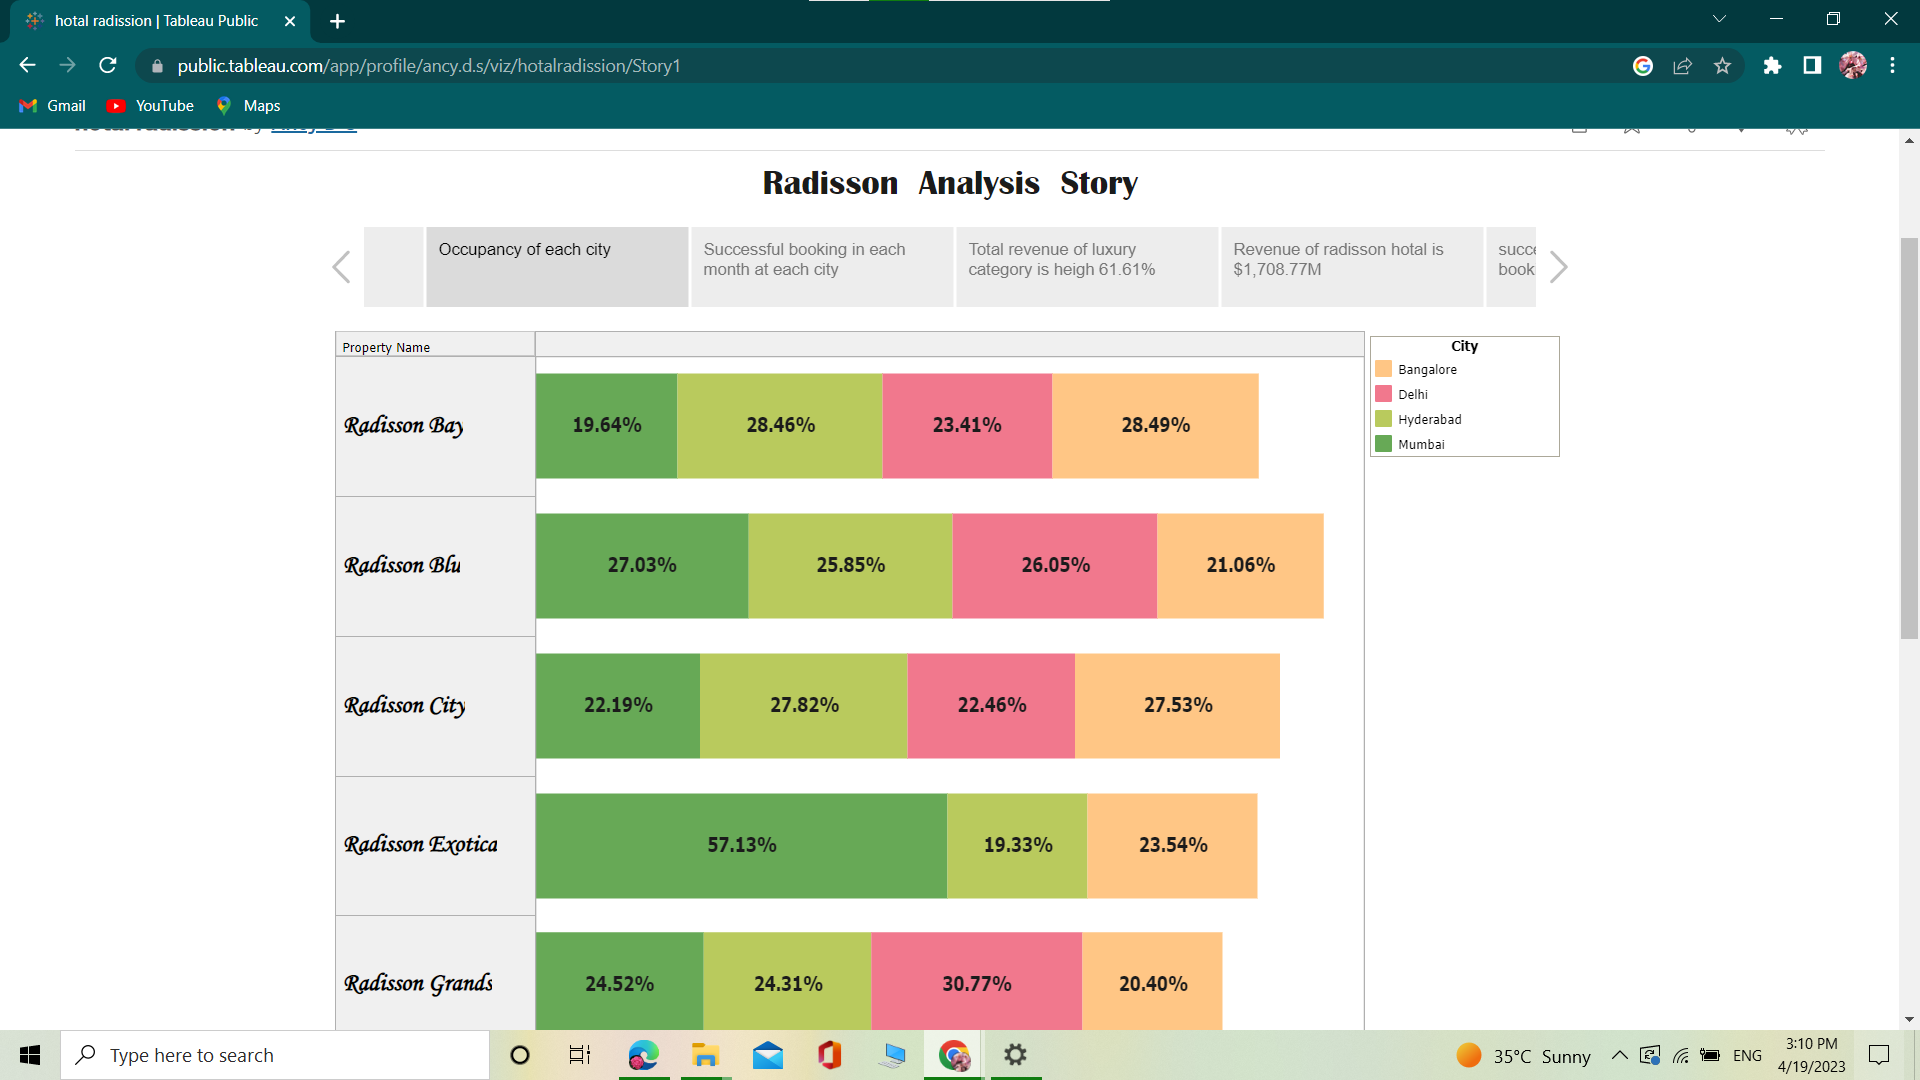 hotal radission | Tableau Public
public.tableau.com/app/profile/ancy.d.s/viz/hotalradission/Story1
Gmail YouTube Maps
Radisson Analysis Story
Occupancy of each city
Successful booking in each
month at each city
Total revenue of luxury
category is heigh 61.61%
Revenue of radisson hotal is
$1,708.77M
Property Name
City
Bangalore
Delhi
Hyderabad
Mumbai
Radisson Bay 19.64% 28.46% 23.41% 28.49%
Radisson Blu 27.03% 25.85% 26.05% 21.06%
Radisson City 22.19% 27.82% 22.46% 27.53%
Radisson Exotica 57.13% 19.33% 23.54%
Radisson Grands 24.52% 24.31% 30.77% 20.40%
Type here to search
35°C Sunny
ENG
3:10 PM
4/19/2023